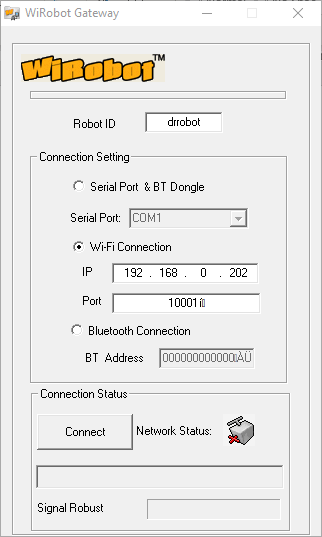 WiRobot Gateway
WiRobot™
Robot ID drrobot
Connection Setting
Serial Port & BT Dongle
Serial Port: COM1
Wi-Fi Connection
IP 192 . 168 . 0 . 202
Port 10001í
Bluetooth Connection
BT Address 000000000000ÀÜ
Connection Status
Connect Network Status:
Signal Robust